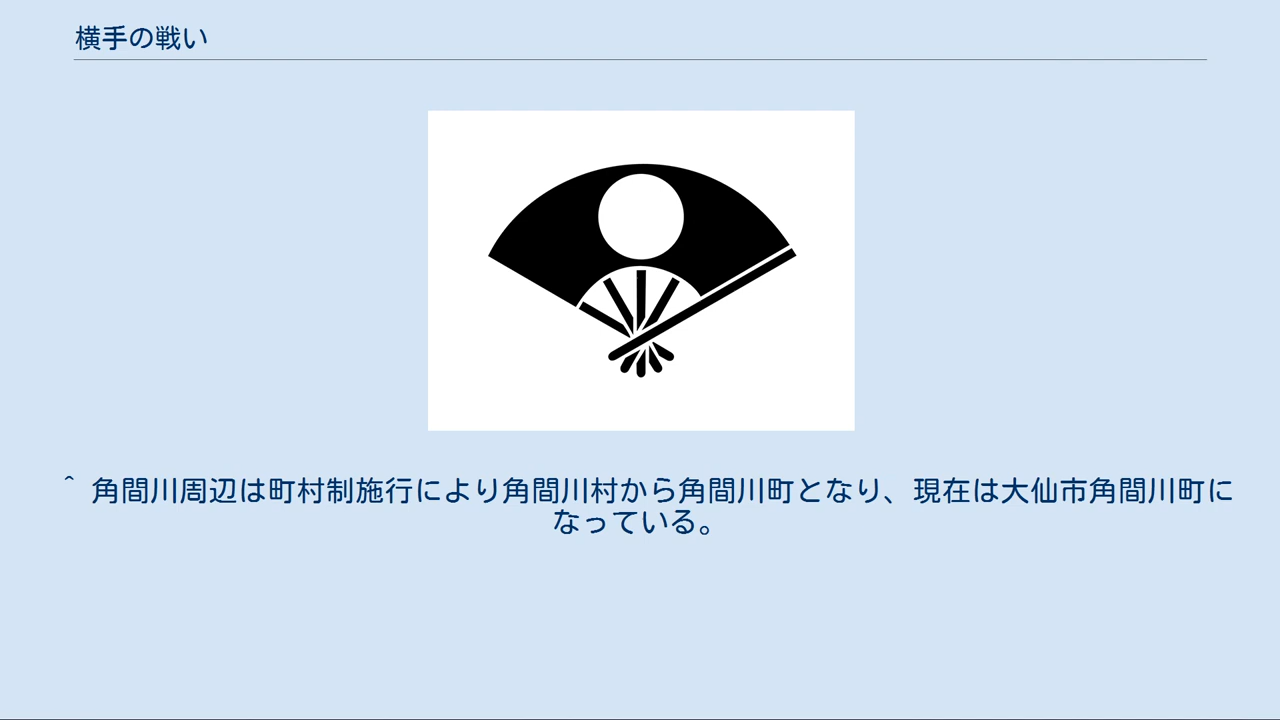 横手の戦い
^ 角間川周辺は町村制施行により角間川村から角間川町となり、現在は大仙市角間川町に
なっている。